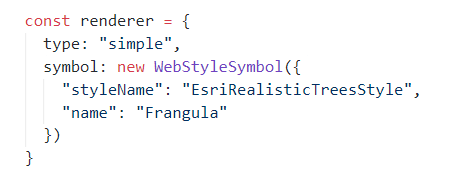 const renderer = {
  type: "simple",
  symbol: new WebStyleSymbol({
    "styleName": "EsriRealisticTreesStyle",
    "name": "Frangula"
  })
}